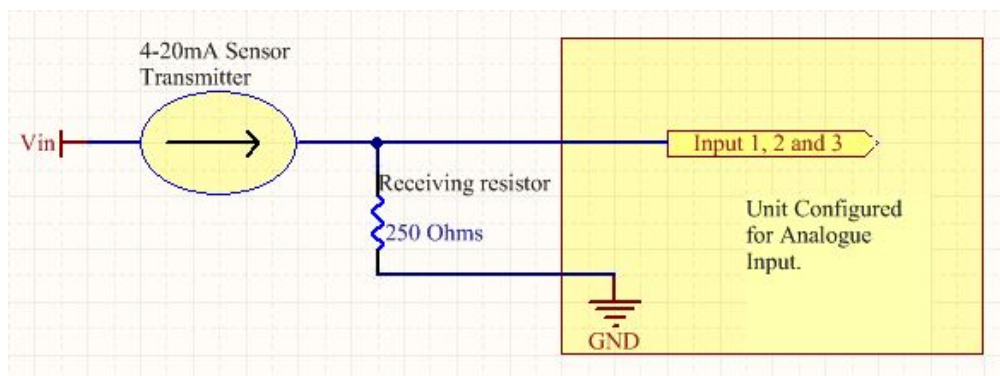 4-20mA Sensor
Transmitter
Vin
Input 1, 2 and 3
Receiving resistor
250 Ohms
Unit Configured
for Analogue
Input.
GND